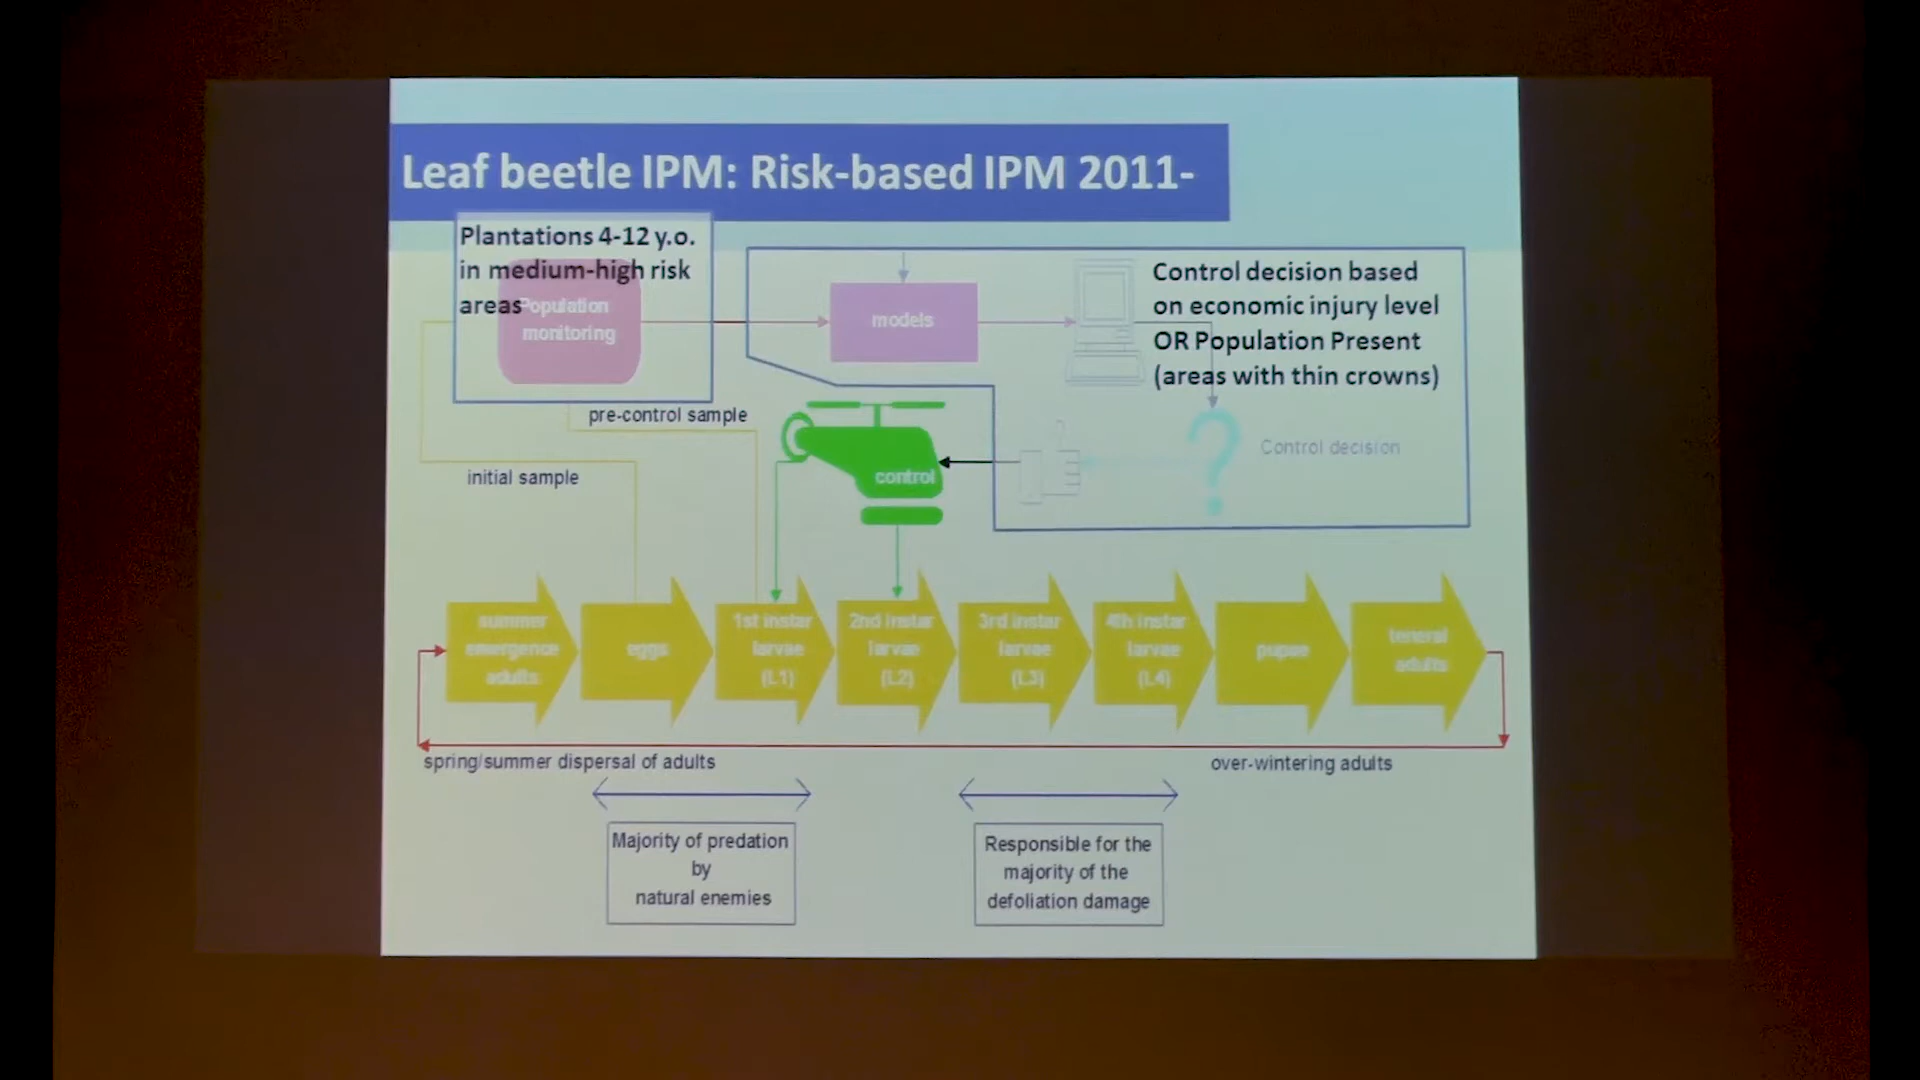 Leaf beetle IPM: Risk-based IPM 2011-
Plantations 4-12 y.o.
in medium-high risk
areas
Population
monitoring
models
Control decision based
on economic injury level
OR Population Present
(areas with thin crowns)
pre-control sample
initial sample
control
Control decision
summer
emergence
adults
eggs
1st instar
larvae
(L1)
2nd instar
larvae
(L2)
3rd instar
larvae
(L3)
4th instar
larvae
(L4)
pupae
teneral
adults
spring/summer dispersal of adults
over-wintering adults
Majority of predation
by
natural enemies
Responsible for the
majority of the
defoliation damage